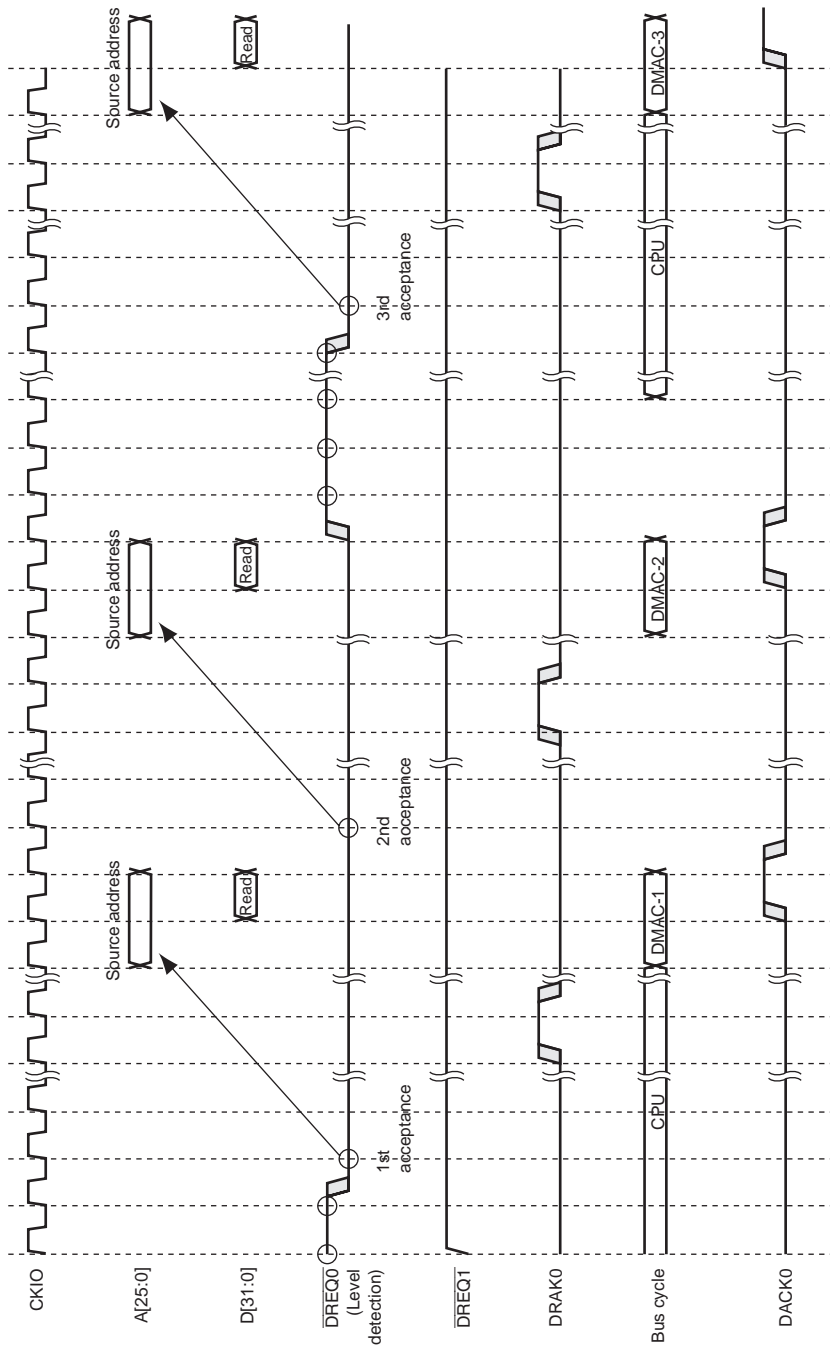 CKIO
Source address
Source address
Source address
A[25:0]
Read
Read
Read
D[31:0]
DREQ0
(Level
detection)
1st
acceptance
2nd
acceptance
3rd
acceptance
DREQ1
DRAK0
Bus cycle
CPU
DMAC-1
DMAC-2
CPU
DMAC-3
DACK0